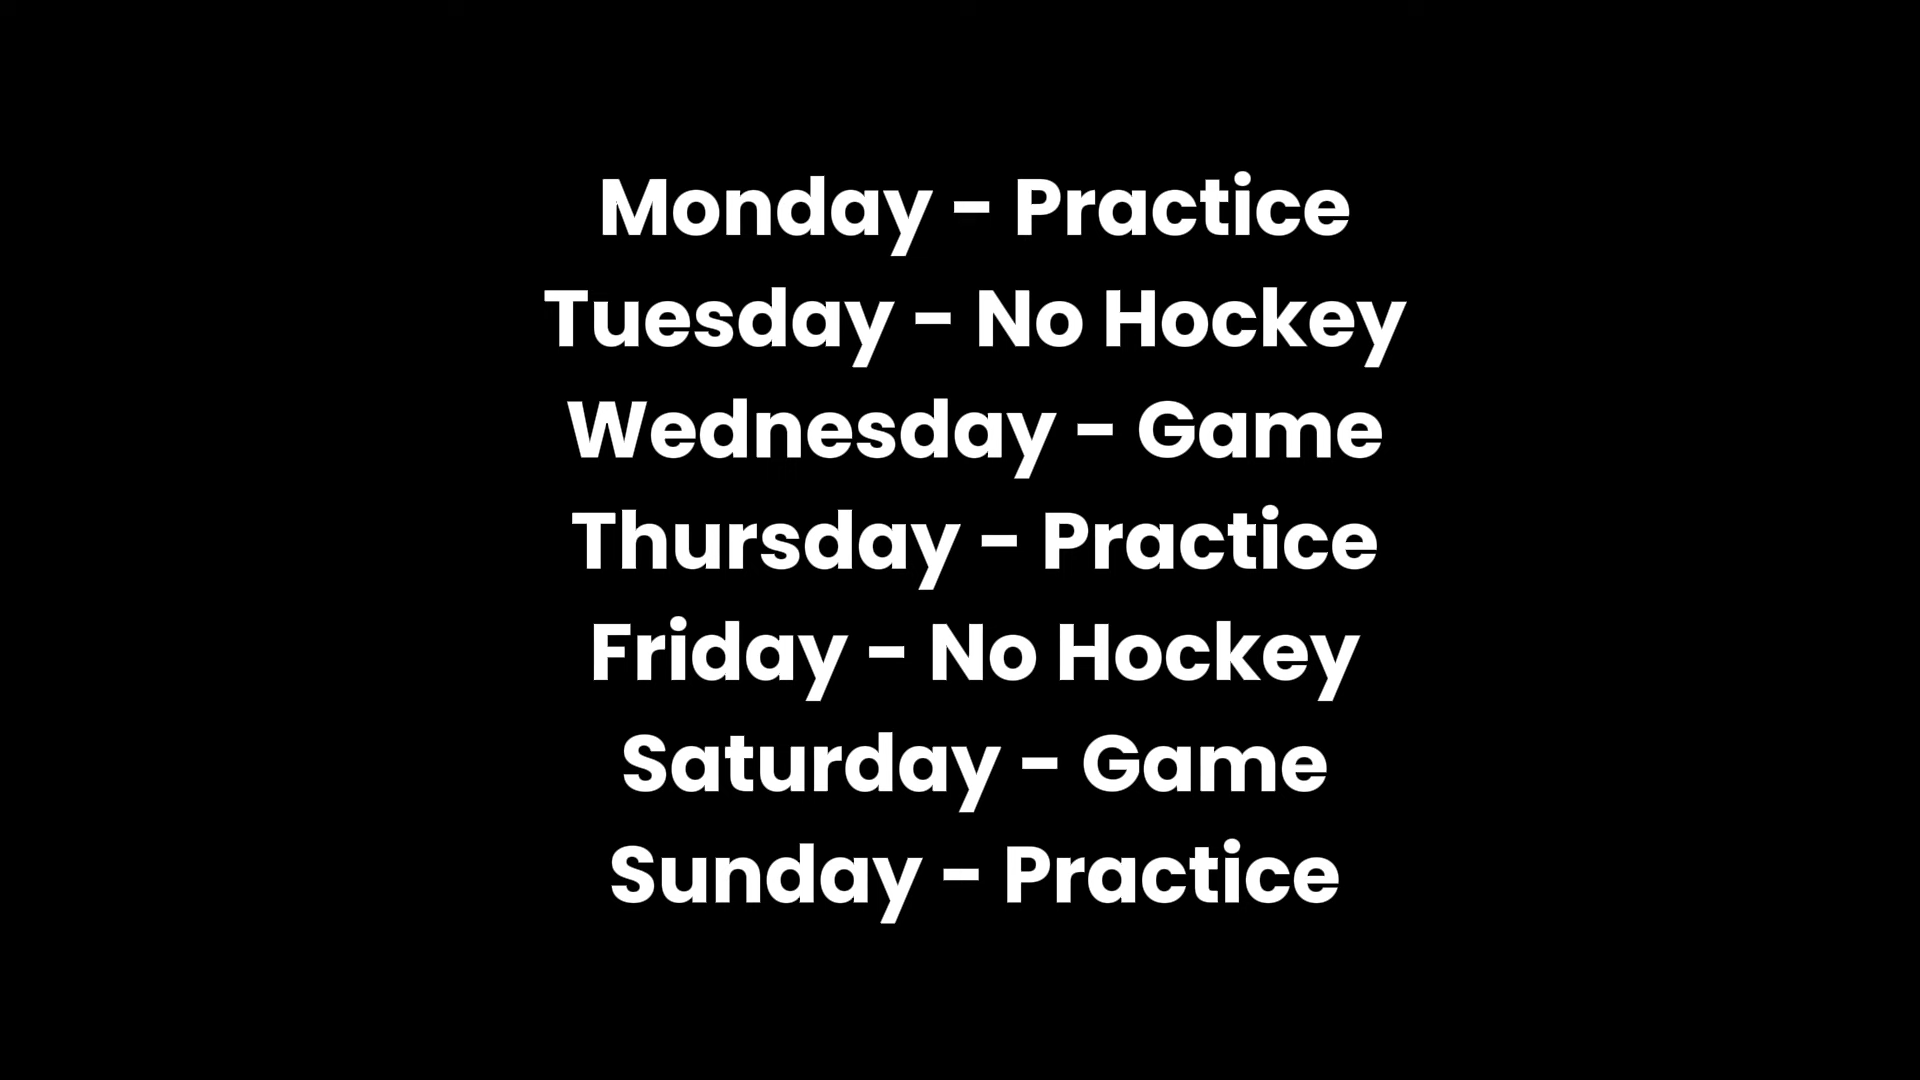 Monday - Practice
Tuesday - No Hockey
Wednesday - Game
Thursday - Practice
Friday - No Hockey
Saturday - Game
Sunday - Practice